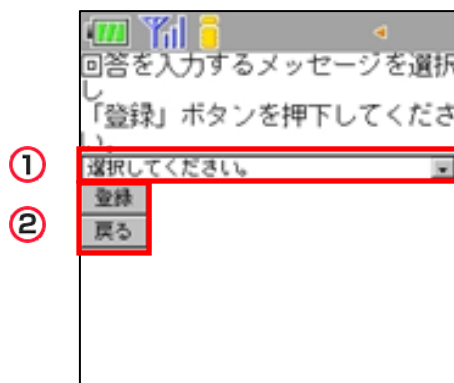 回答を入力するメッセージを選択
し
「登録」ボタンを押下してくださ
い。
① 選択してください。
登録
② 戻る